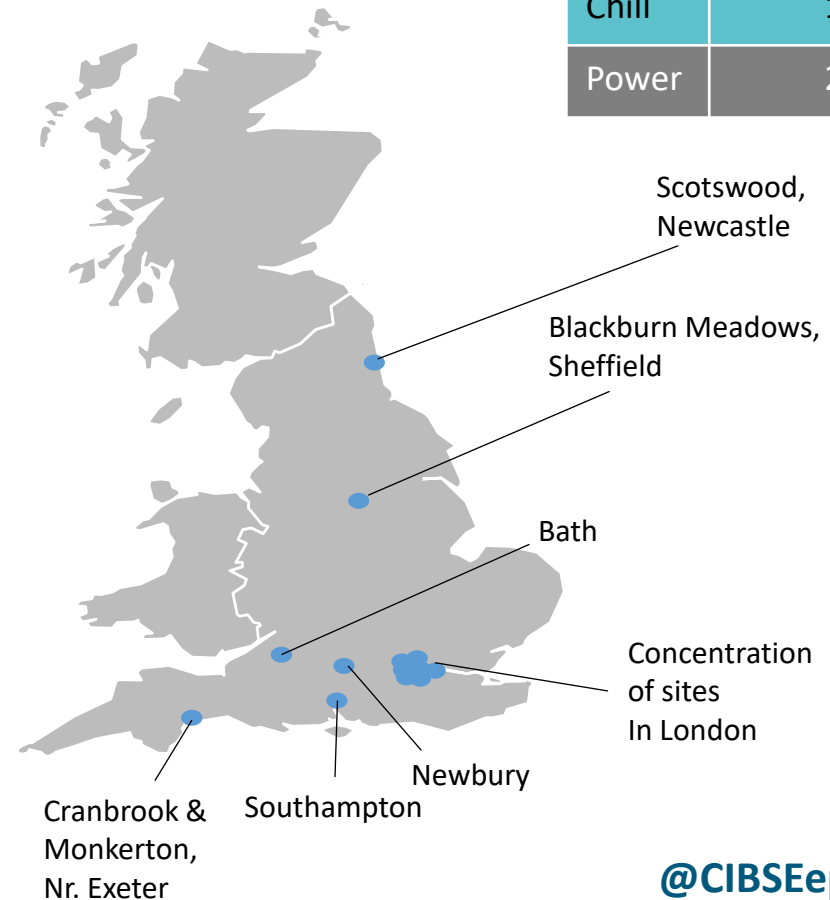 Chill
Power
Scotswood,
Newcastle
Blackburn Meadows,
Sheffield
Bath
Concentration
of sites
In London
Newbury
Southampton
Cranbrook &
Monkerton,
Nr. Exeter